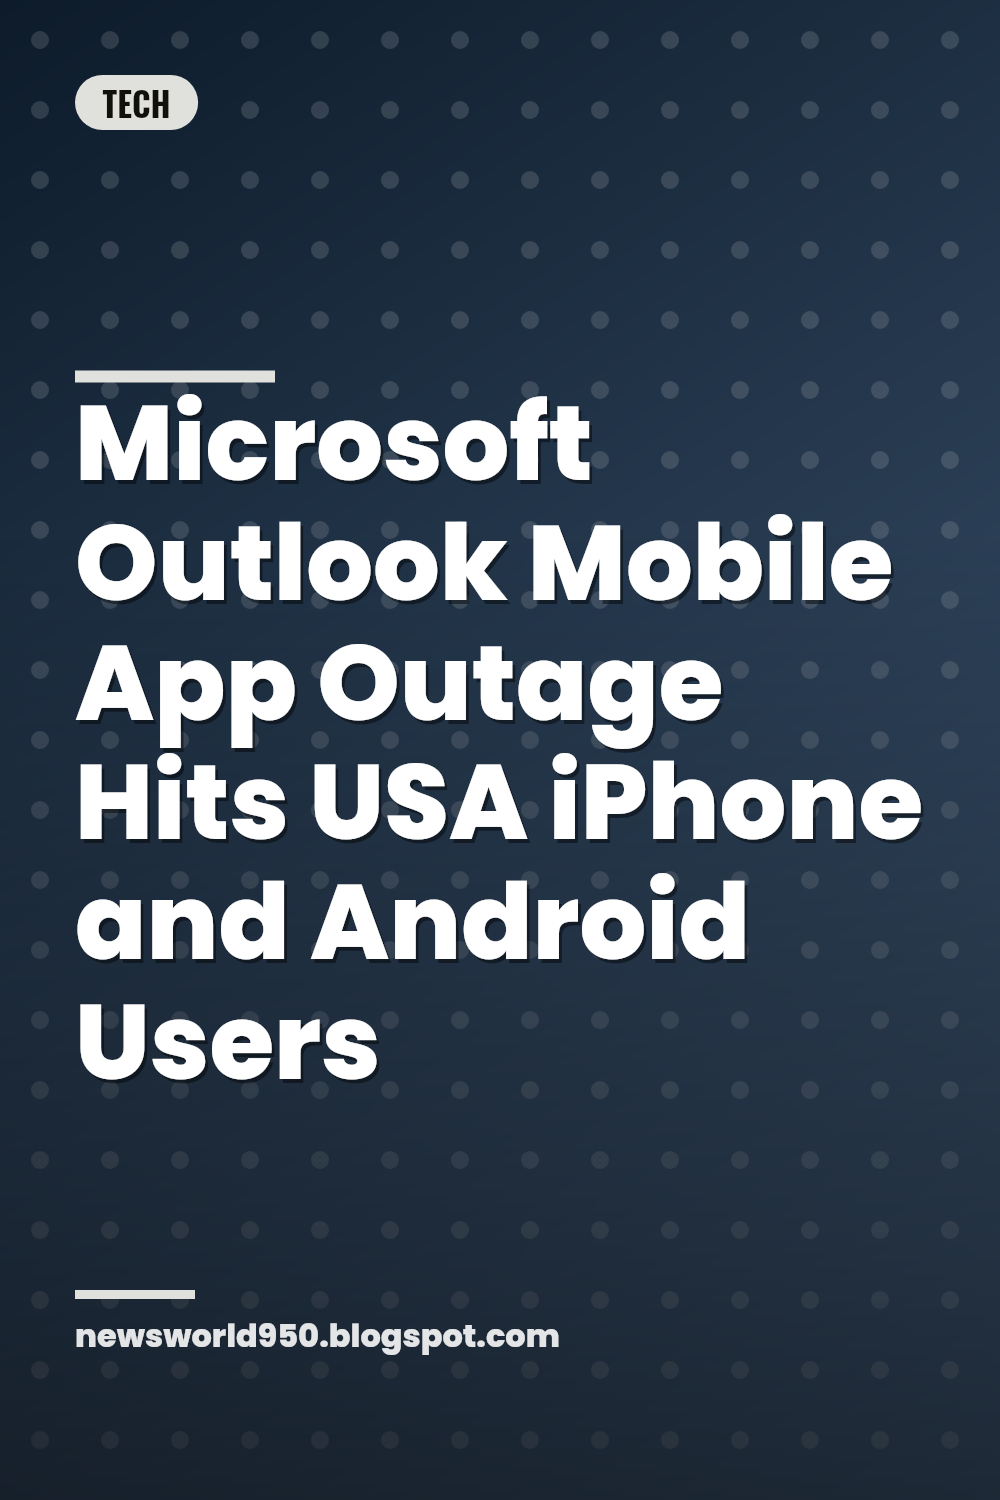 TECH
Microsoft
Outlook Mobile
App Outage
Hits USA iPhone
and Android
Users
newsworld950.blogspot.com